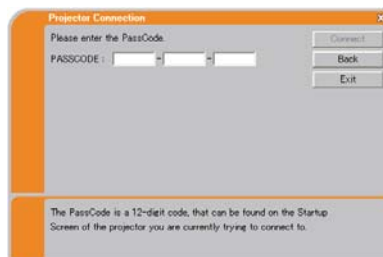 Projector Connection
Please enter the PassCode.
Connect
PASSCODE : - -
Back
Exit
The PassCode is a 12-digit code, that can be found on the Startup
Screen of the projector you are currently trying to connect to.